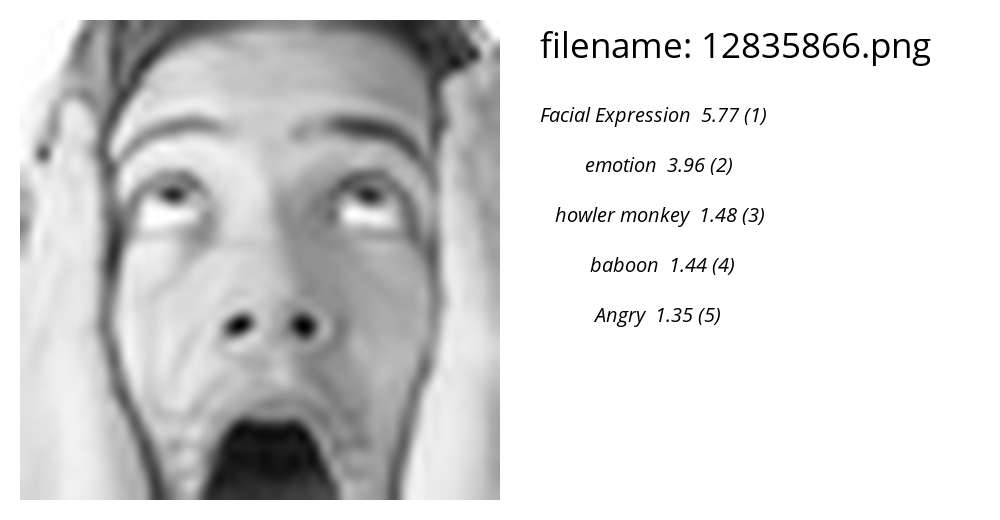 filename: 12835866.png
Facial Expression 5.77 (1)
emotion 3.96 (2)
howler monkey 1.48 (3)
baboon 1.44 (4)
Angry 1.35 (5)